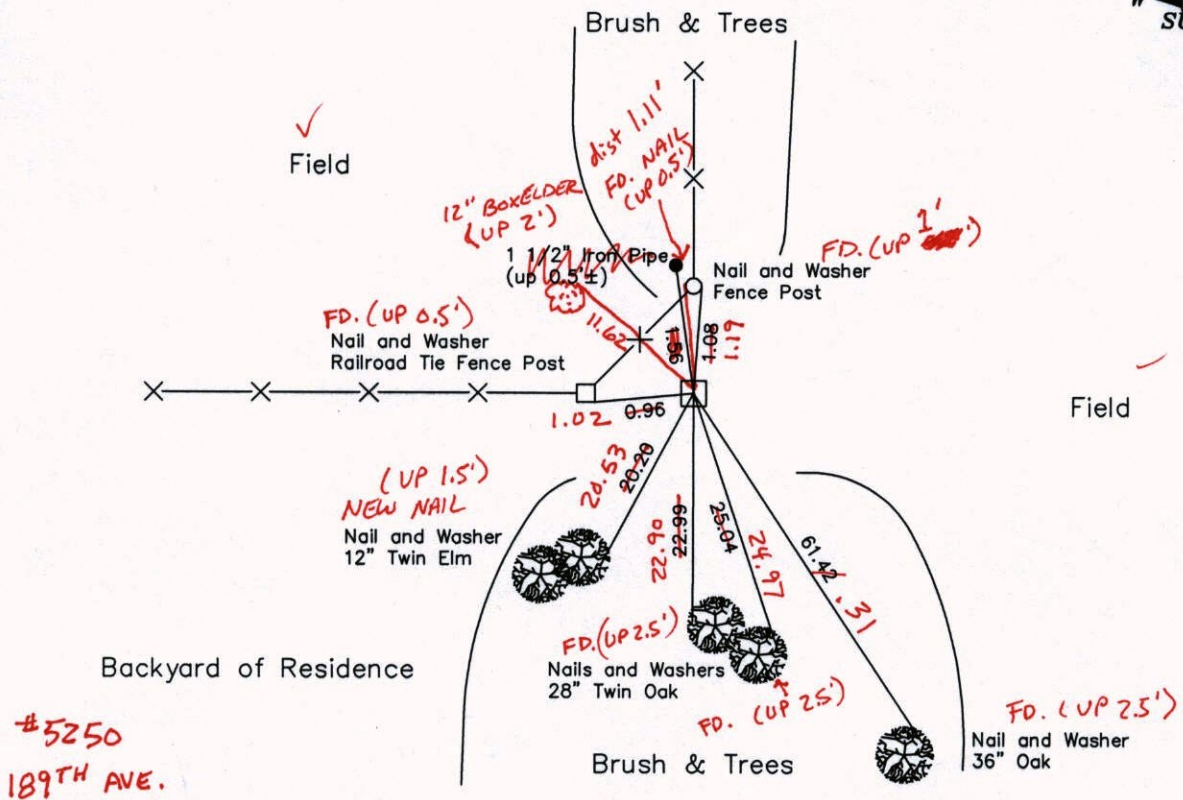 Brush & Trees
Field
dist 1.11'
FD. NAIL
(UP 0.5')
12" BOXELDER
(UP 2')
1 1/2" Iron Pipe
(up 0.5'±)
FD. (UP 1')
Nail and Washer
Fence Post
FD. (UP 0.5')
Nail and Washer
Railroad Tie Fence Post
11.62
1.56
1.08
1.19
1.02
0.96
Field
(UP 1.5')
NEW NAIL
Nail and Washer
12" Twin Elm
20.53
20.20
22.90
22.99
25.04
24.97
61.42
.31
FD. (UP 2.5')
Nails and Washers
28" Twin Oak
FD. (UP 2.5')
Backyard of Residence
#5250
189TH AVE.
Brush & Trees
FD. (UP 2.5')
Nail and Washer
36" Oak